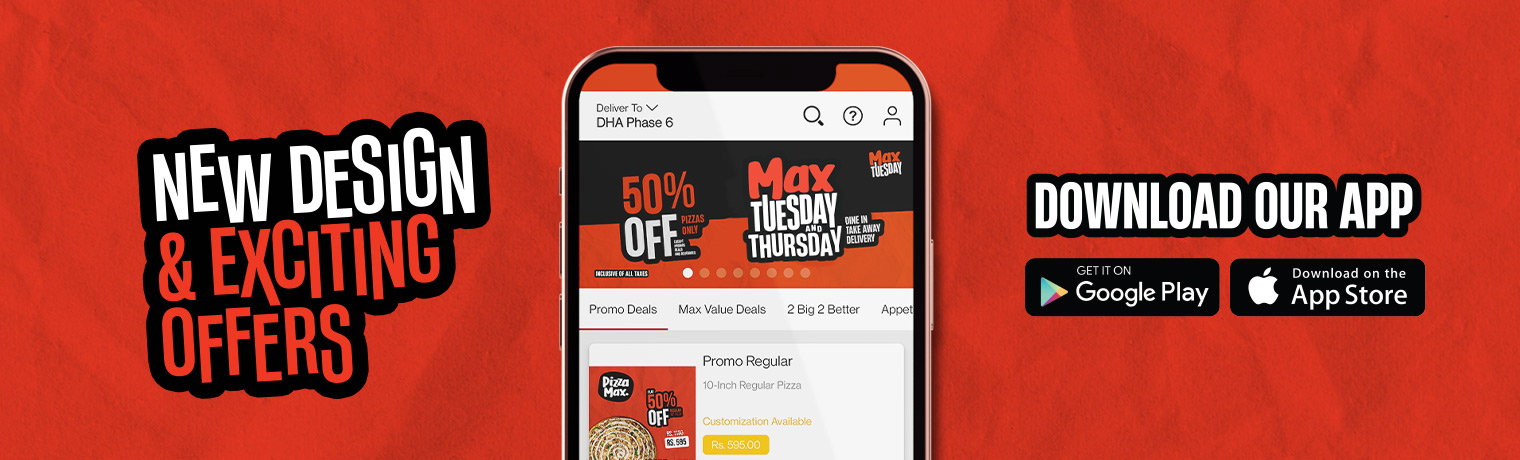 NEW DESIGN
& EXCITING
OFFERS
Deliver To
DHA Phase 6
50%
OFF
PIZZAS
ONLY
Max
TUESDAY
AND
THURSDAY
DINE IN
TAKE AWAY
DELIVERY
Max
TUESDAY
INCLUSIVE OF ALL TAXES
Promo Deals
Max Value Deals
2 Big 2 Better
Appet
Promo Regular
10-Inch Regular Pizza
Customization Available
Rs. 595.00
Pizza
Max.
50%
OFF
RS. 595
DOWNLOAD OUR APP
GET IT ON
Google Play
Download on the
App Store